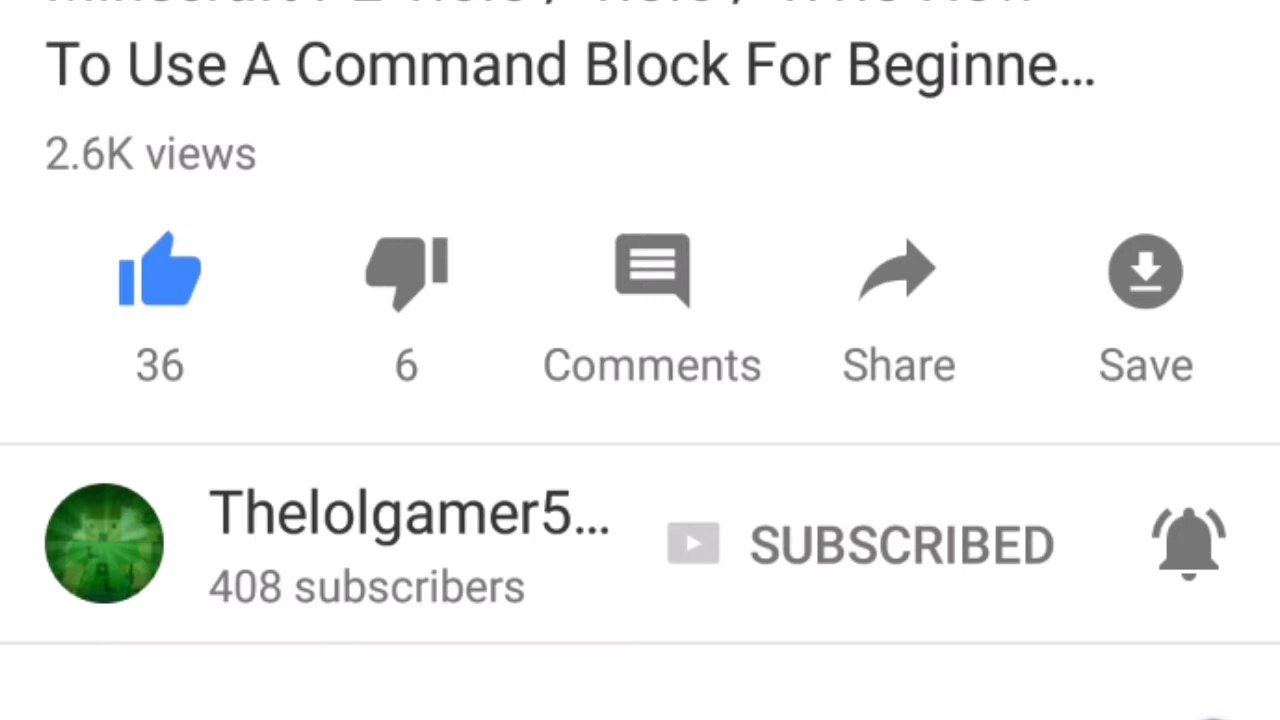 To Use A Command Block For Beginne...
2.6K views
36
6
Comments
Share
Save
Thelolgamer5...
SUBSCRIBED
408 subscribers